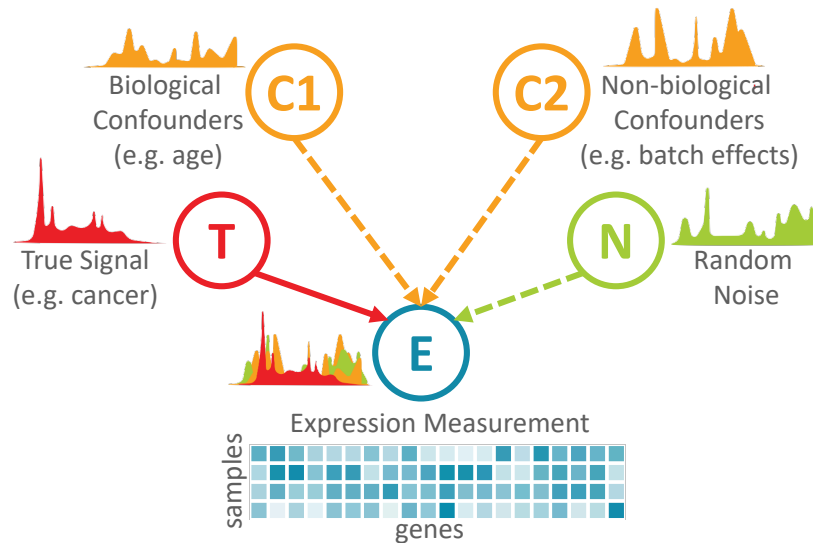 C1
Biological
Confounders
(e.g. age)
C2
Non-biological
Confounders
(e.g. batch effects)
T
True Signal
(e.g. cancer)
N
Random
Noise
E
Expression Measurement
samples
genes